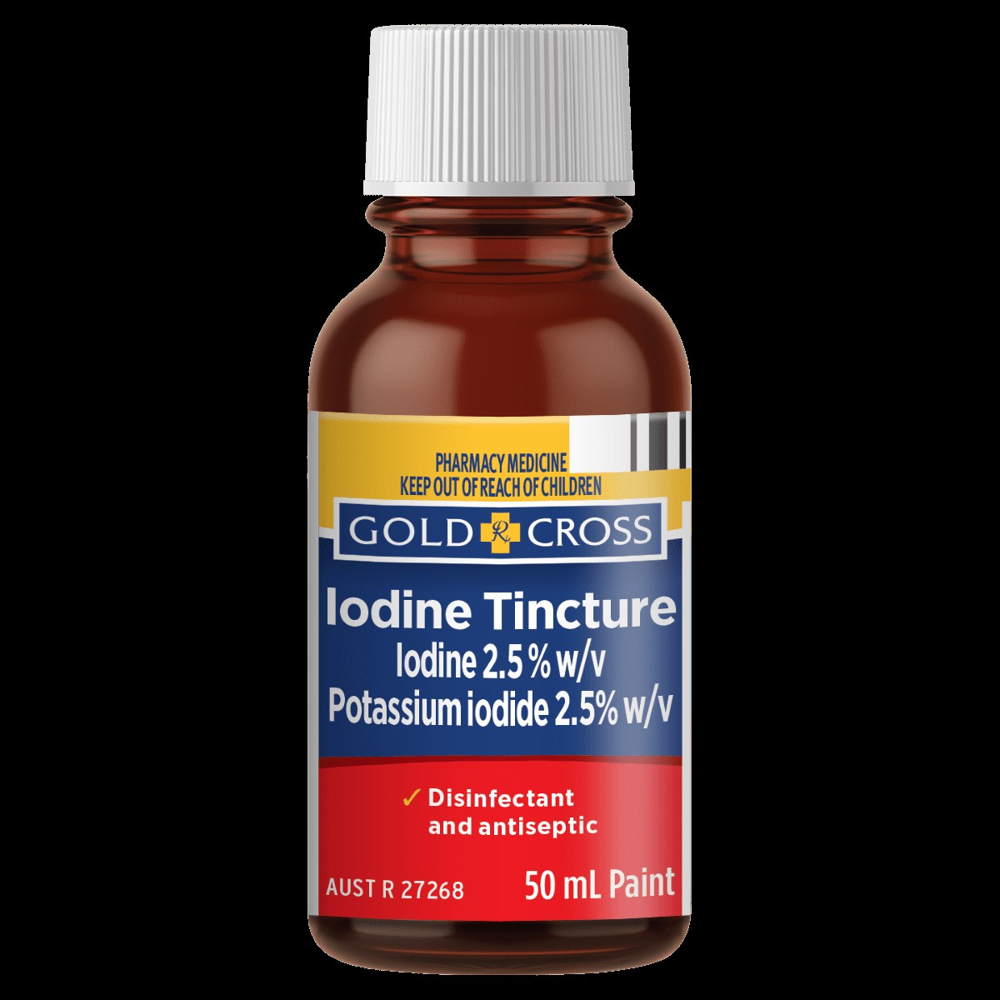 PHARMACY MEDICINE
KEEP OUT OF REACH OF CHILDREN
GOLD Rx CROSS
Iodine Tincture
Iodine 2.5% w/v
Potassium iodide 2.5% w/v
✓ Disinfectant
and antiseptic
AUST R 27268
50 mL Paint